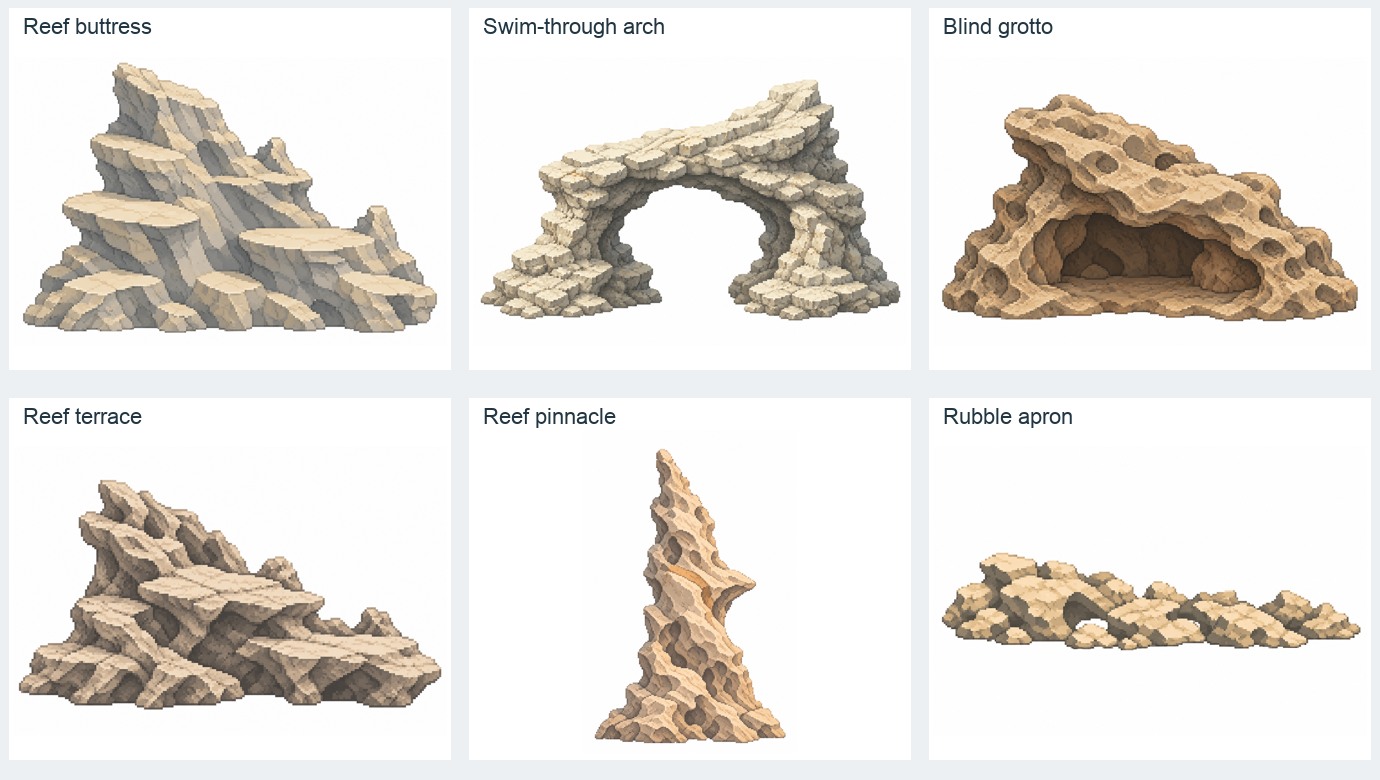 Reef buttress
Swim-through arch
Blind grotto
Reef terrace
Reef pinnacle
Rubble apron